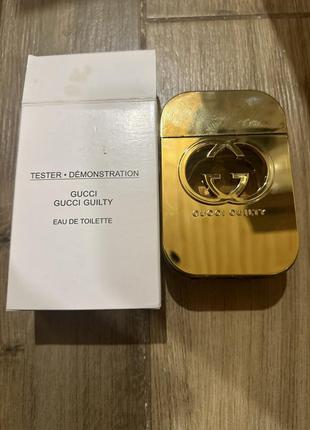 TESTER • DÉMONSTRATION
GUCCI
GUCCI GUILTY
EAU DE TOILETTE
GUCCI GUILTY